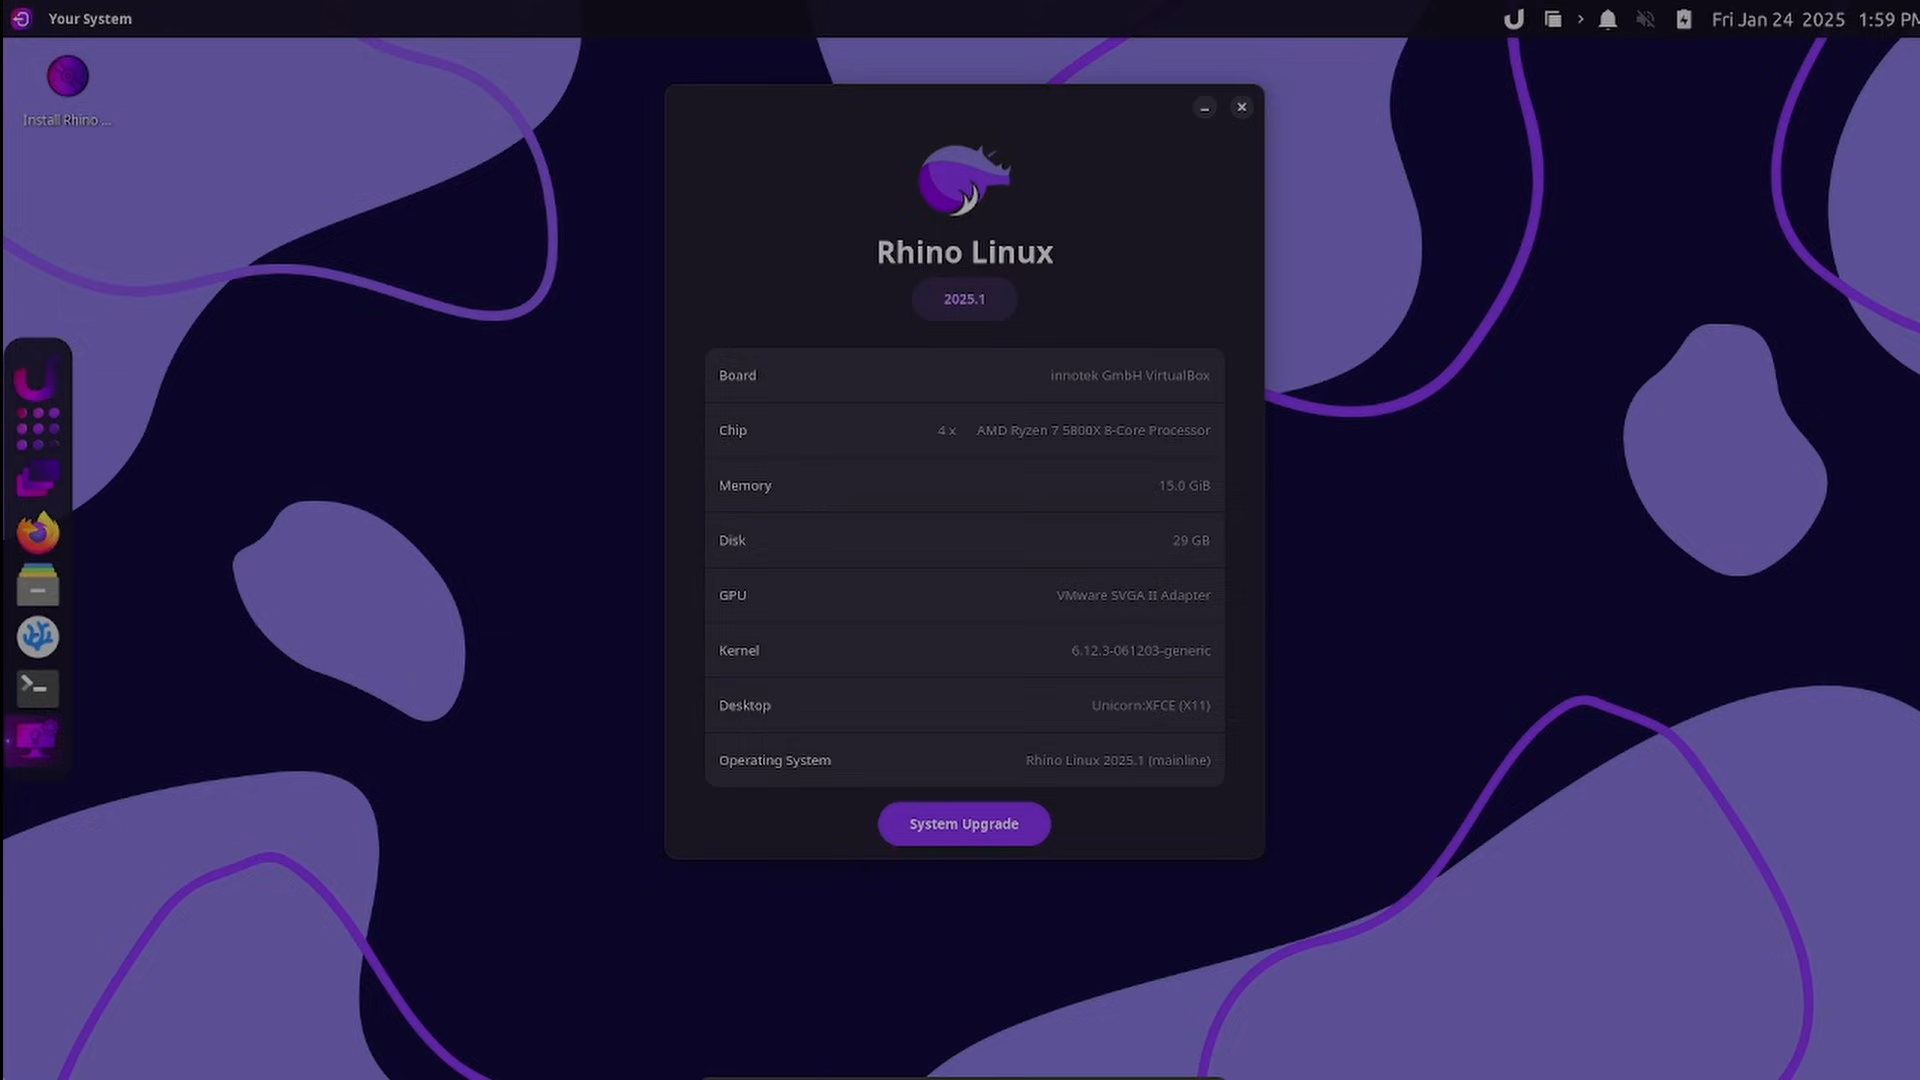 Your System
Fri Jan 24 2025 1:59 PM
Install Rhino ...
Rhino Linux
2025.1
Board innotek GmbH VirtualBox
Chip 4 x AMD Ryzen 7 5800X 8-Core Processor
Memory 15.0 GiB
Disk 29 GB
GPU VMware SVGA II Adapter
Kernel 6.12.3-061203-generic
Desktop Unicorn:XFCE (X11)
Operating System Rhino Linux 2025.1 (mainline)
System Upgrade